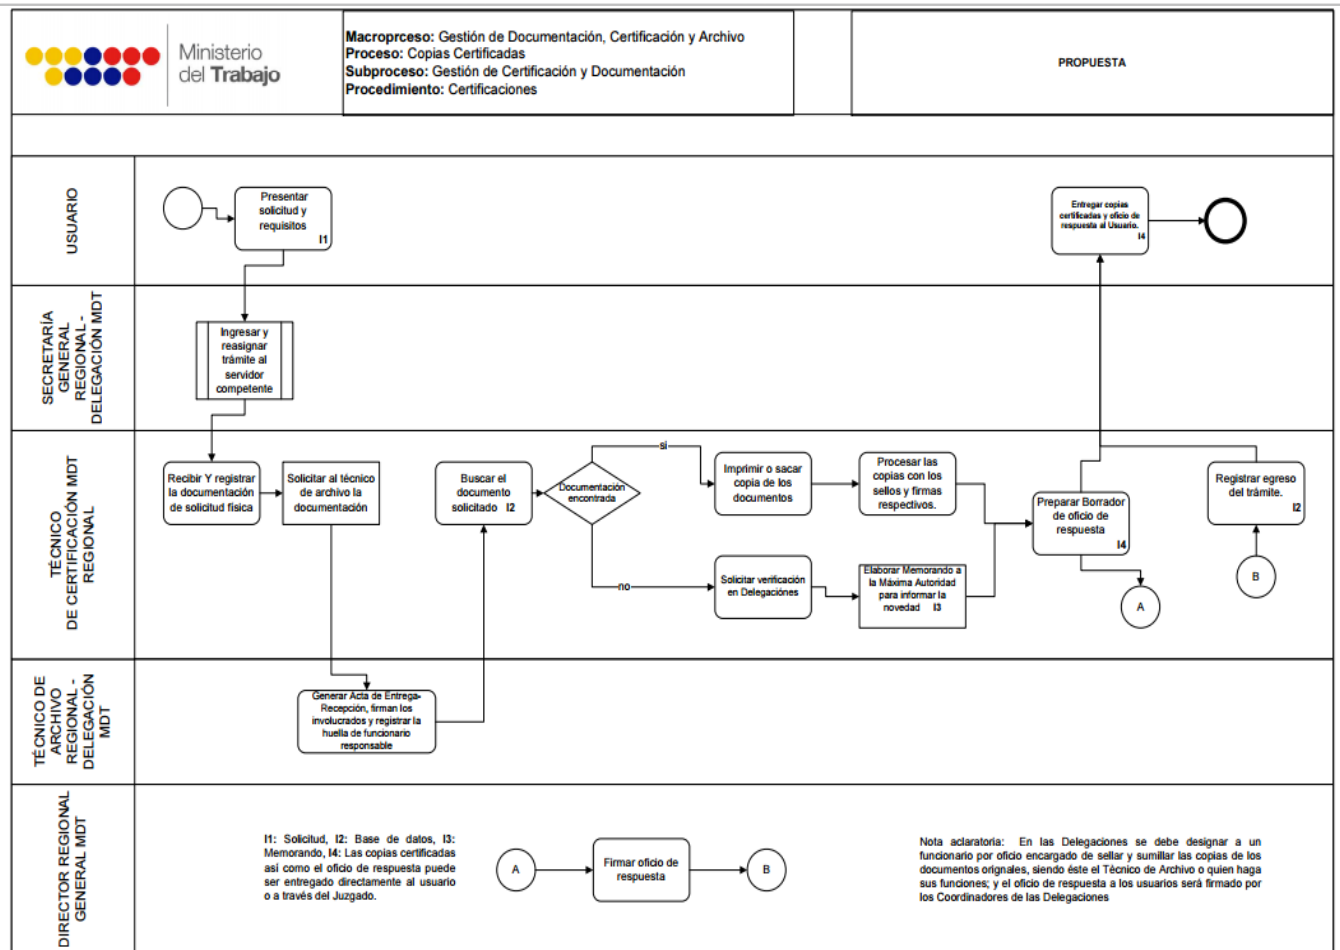 Ministerio
del Trabajo
Macroprceso: Gestión de Documentación, Certificación y Archivo
Proceso: Copias Certificadas
Subproceso: Gestión de Certificación y Documentación
Procedimiento: Certificaciones
PROPUESTA
USUARIO
Presentar
solicitud y
requisitos
I1
Entregar copias
certificadas y oficio de
respuesta al Usuario.
I4
SECRETARÍA
GENERAL
REGIONAL -
DELEGACIÓN MDT
Ingresar y
reasignar
trámite al
servidor
competente
TÉCNICO
DE CERTIFICACIÓN MDT
REGIONAL
Recibir Y registrar
la documentación
de solicitud física
Solicitar al técnico
de archivo la
documentación
Buscar el
documento
solicitado I2
Documentación
encontrada
si
no
Imprimir o sacar
copia de los
documentos
Procesar las
copias con los
sellos y firmas
respectivos.
Solicitar verificación
en Delegaciónes
Elaborar Memorando a
la Máxima Autoridad
para informar la
novedad I3
Preparar Borrador
de oficio de
respuesta
I4
A
Registrar egreso
del trámite.
I2
B
TÉCNICO DE
ARCHIVO
REGIONAL -
DELEGACIÓN
MDT
Generar Acta de Entrega-
Recepción, firman los
involucrados y registrar la
huella de funcionario
responsable
DIRECTOR REGIONAL
GENERAL MDT
I1: Solicitud, I2: Base de datos, I3:
Memorando, I4: Las copias certificadas
así como el oficio de respuesta puede
ser entregado directamente al usuario
o a través del Juzgado.
A
Firmar oficio de
respuesta
B
Nota aclaratoria: En las Delegaciones se debe designar a un
funcionario por oficio encargado de sellar y sumillar las copias de los
documentos orignales, siendo éste el Técnico de Archivo o quien haga
sus funciones; y el oficio de respuesta a los usuarios será firmado por
los Coordinadores de las Delegaciones